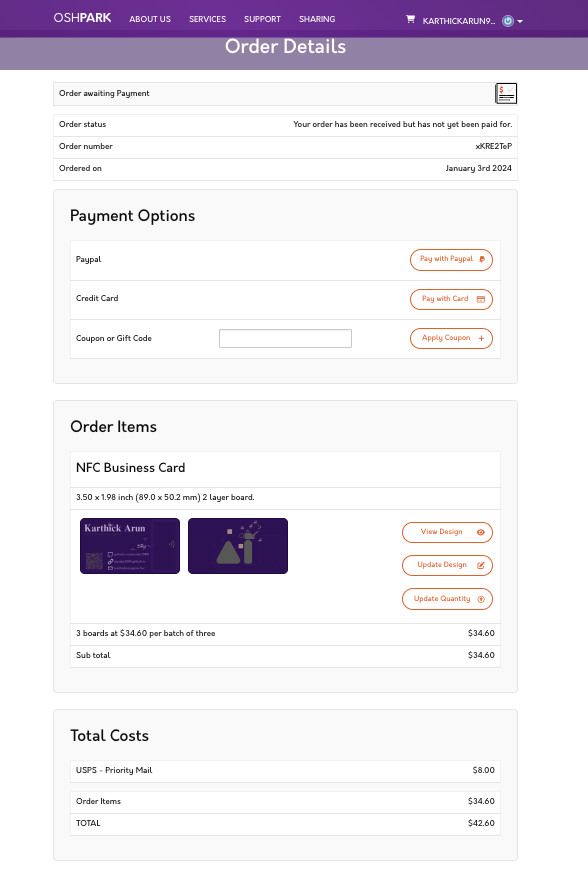 OSHPARK ABOUT US SERVICES SUPPORT SHARING KARTHICKARUN9...
Order Details
Order awaiting Payment
Order status Your order has been received but has not yet been paid for.
Order number xKRE2TeP
Ordered on January 3rd 2024
Payment Options
Paypal Pay with Paypal
Credit Card Pay with Card
Coupon or Gift Code Apply Coupon
Order Items
NFC Business Card
3.50 x 1.98 inch (89.0 x 50.2 mm) 2 layer board.
Karthick Arun
View Design
Update Design
Update Quantity
3 boards at $34.60 per batch of three $34.60
Sub total $34.60
Total Costs
USPS - Priority Mail $8.00
Order Items $34.60
TOTAL $42.60